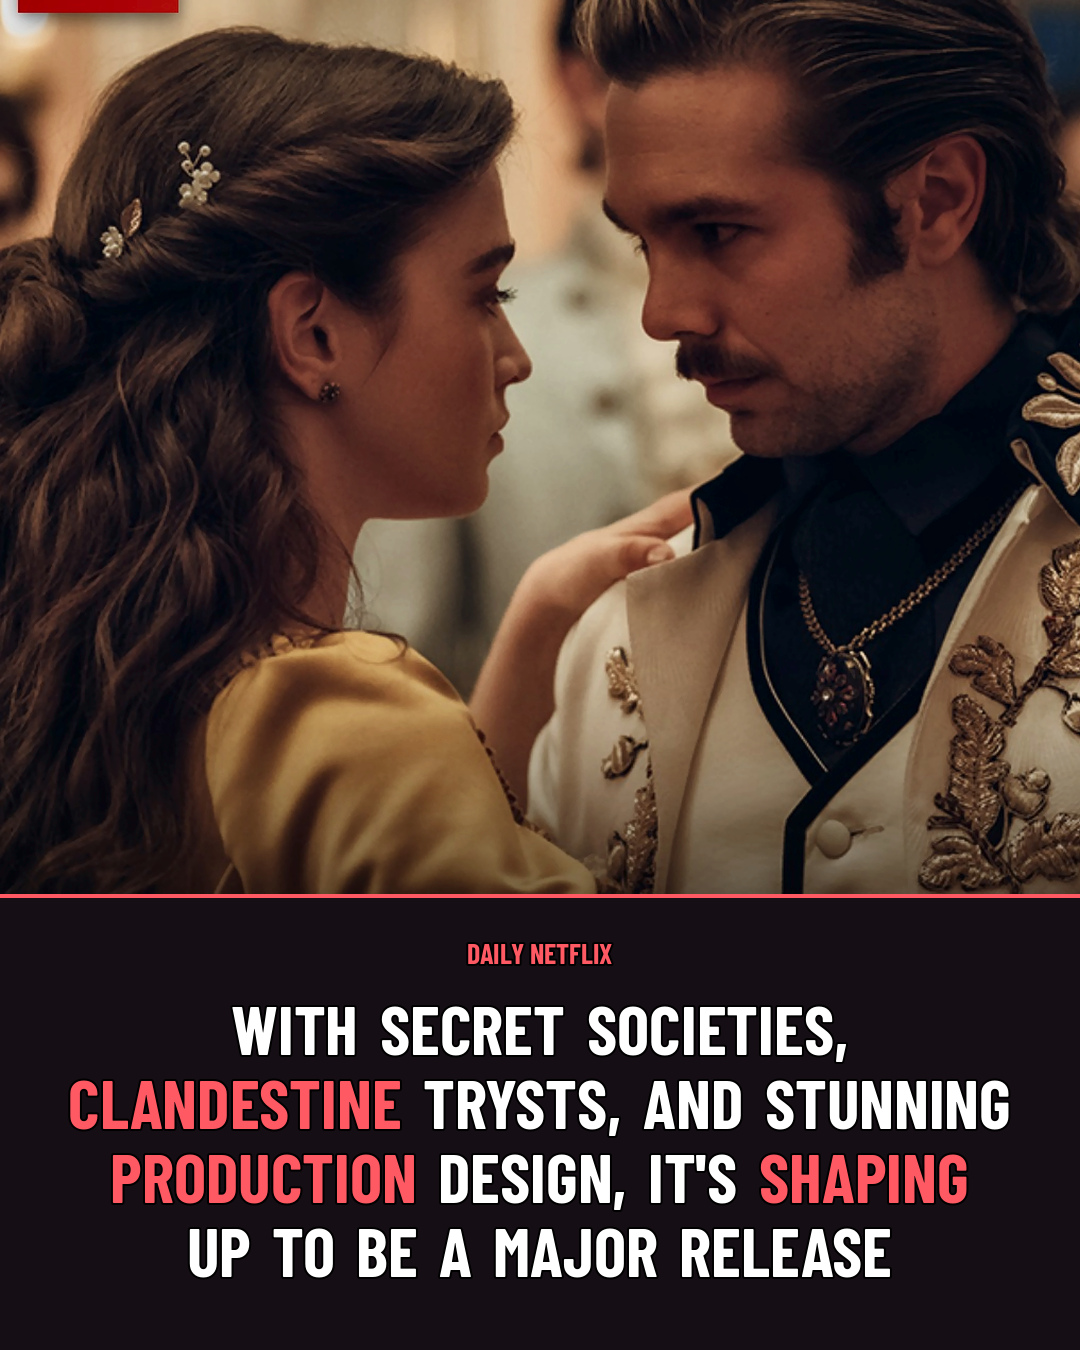 DAILY NETFLIX
WITH SECRET SOCIETIES,
CLANDESTINE TRYSTS, AND STUNNING
PRODUCTION DESIGN, IT'S SHAPING
UP TO BE A MAJOR RELEASE